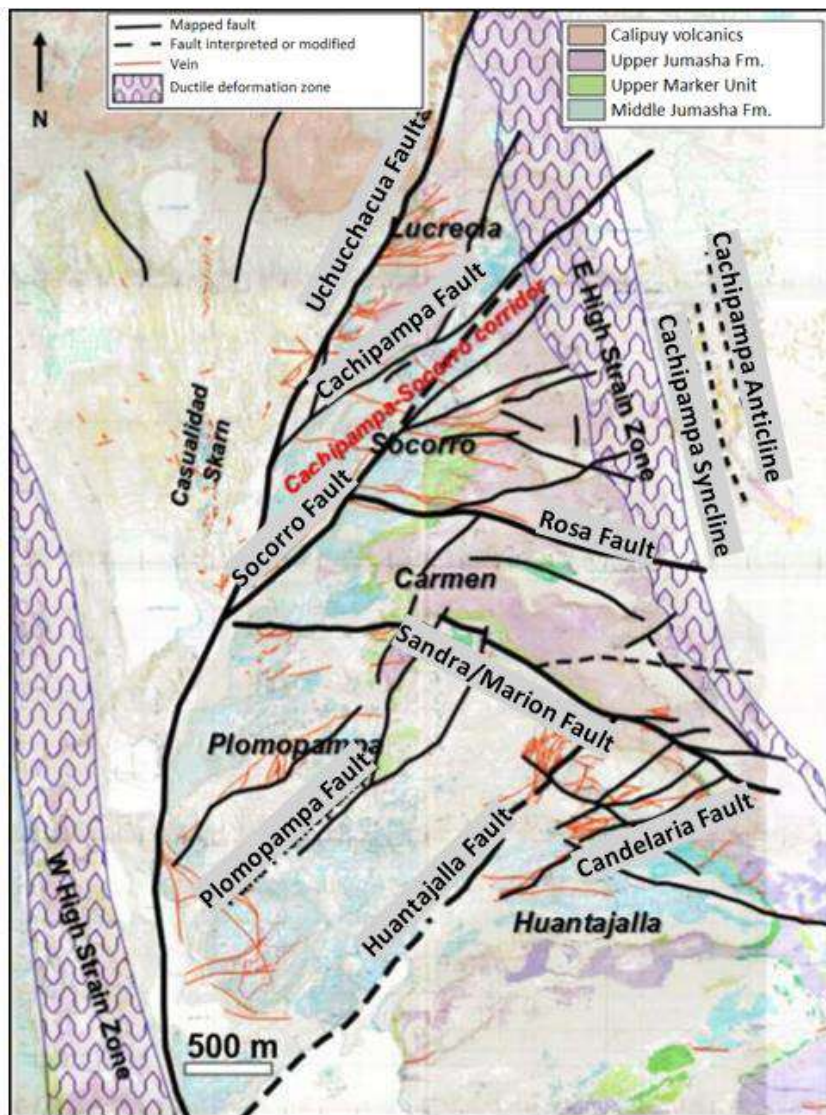 Mapped fault
Fault interpreted or modified
Vein
Ductile deformation zone
Calipuy volcanics
Upper Jumasha Fm.
Upper Marker Unit
Middle Jumasha Fm.
N
Uchucchacua Fault
Lucrecia
Cachipampa Fault
Cachipampa-Socorro corridor
E High Strain Zone
Cachipampa Anticline
Cachipampa Syncline
Casualidad
Skarn
Socorro
Socorro Fault
Rosa Fault
Carmen
Sandra/Marion Fault
Plomopampa
Plomopampa Fault
Huantajalla Fault
Candelaria Fault
Huantajalla
W High Strain Zone
500 m